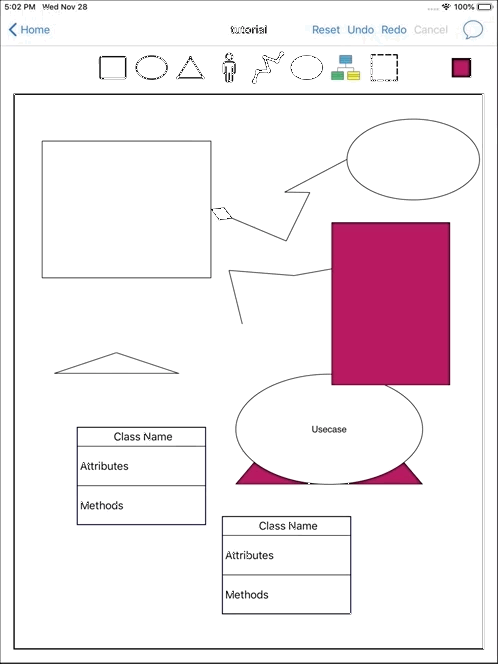 5:02 PM Wed Nov 28 100%
Home tutorial Reset Undo Redo Cancel
Usecase
Class Name
Attributes
Methods
Class Name
Attributes
Methods